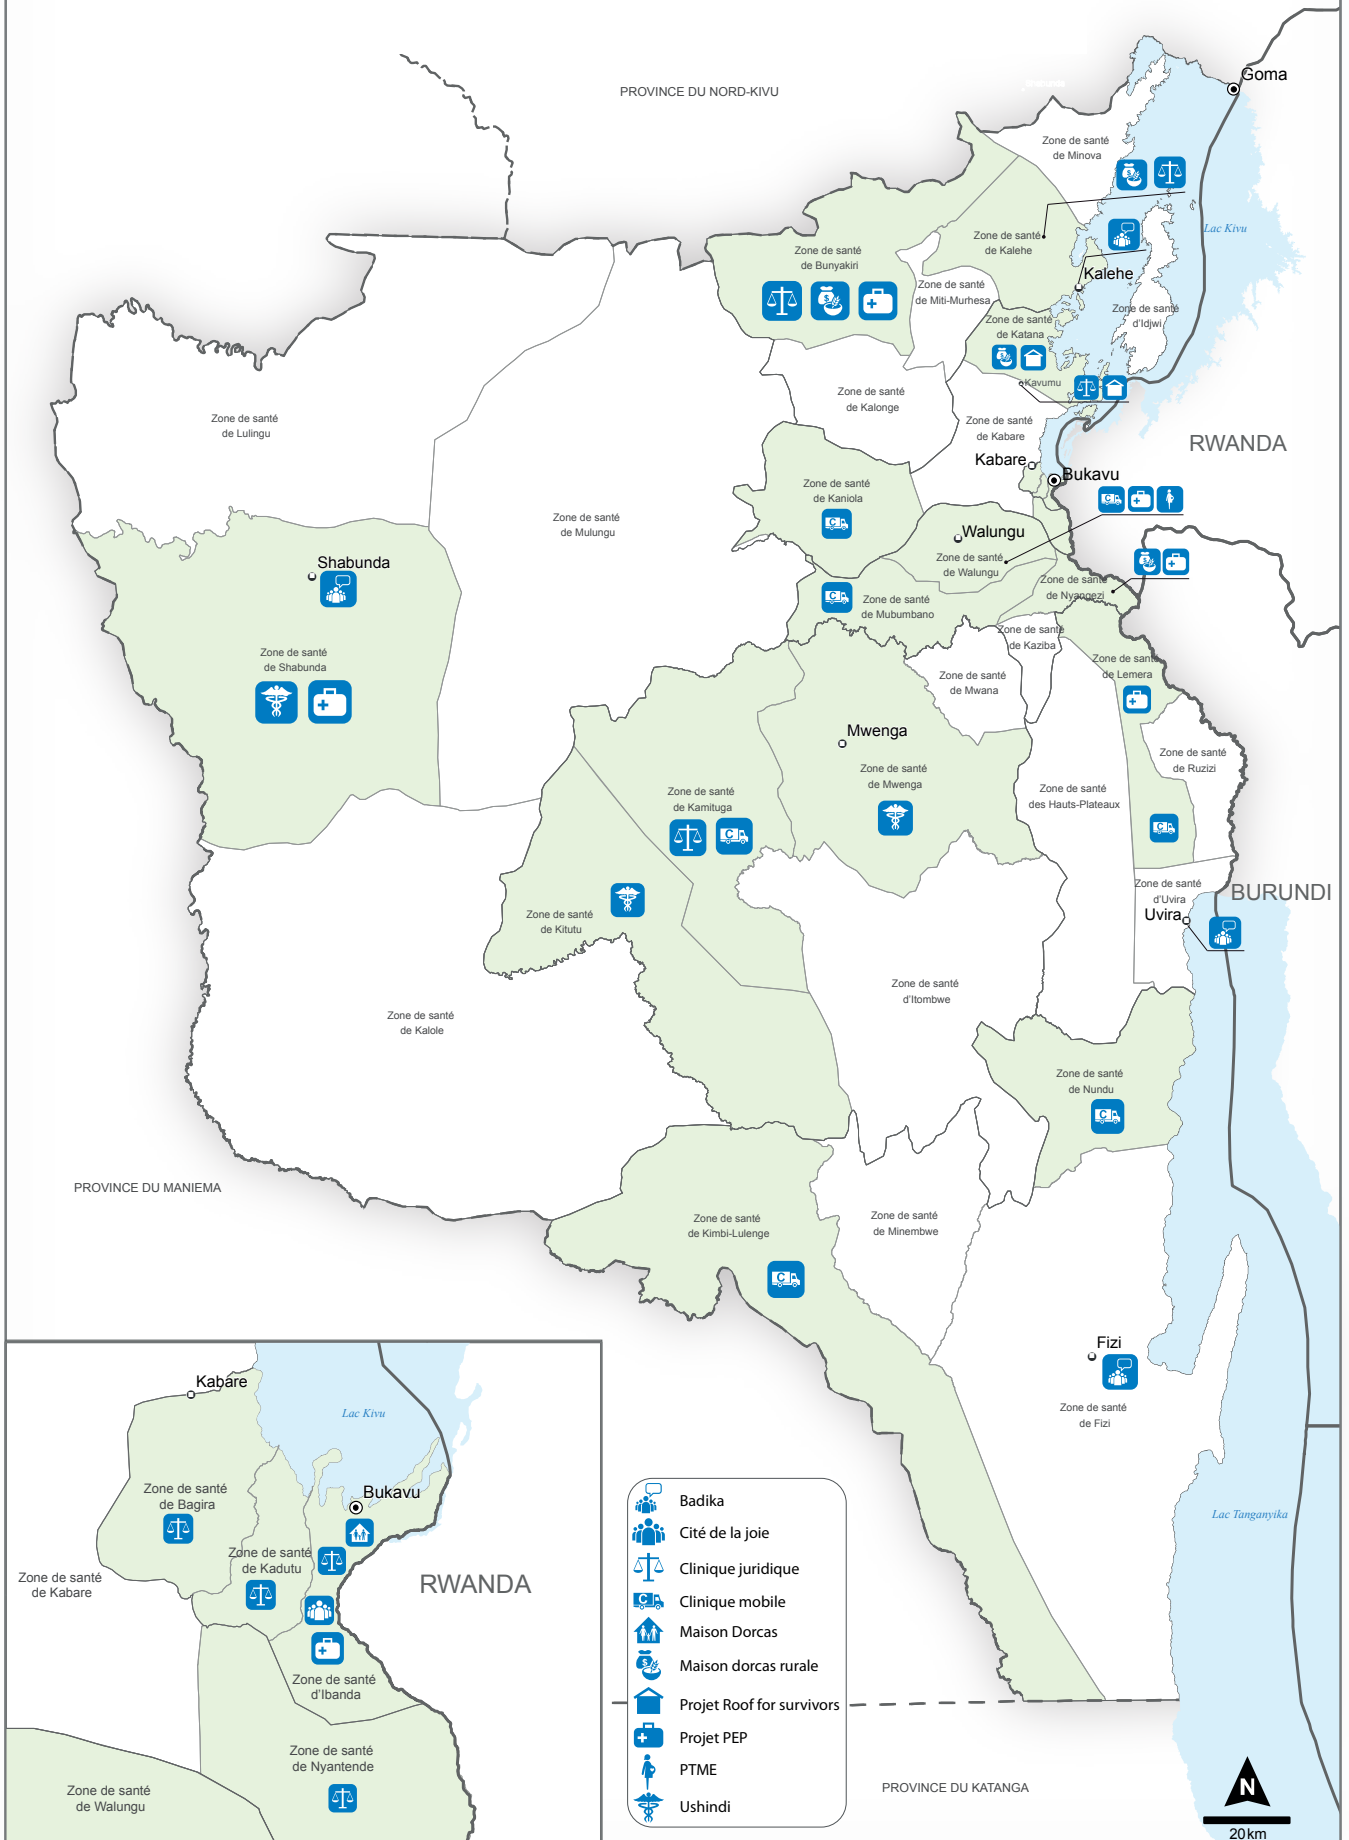 Goma
PROVINCE DU NORD-KIVU
Zone de santé
de Minova
Lac Kivu
Zone de santé
de Kalehe
Zone de santé
de Bunyakiri
Kalehe
Zone de santé
de Miti-Murhesa
Zone de santé
d'Idjwi
Zone de santé
de Katana
Kavumu
Zone de santé
de Kalonge
Zone de santé
de Lulingu
Zone de santé
de Kabare
RWANDA
Kabare
Bukavu
Zone de santé
de Kaniola
Zone de santé
de Mulungu
Walungu
Zone de santé
de Walungu
Shabunda
Zone de santé
de Nyangezi
Zone de santé
de Mubumbano
Zone de santé
de Kaziba
Zone de santé
de Shabunda
Zone de santé
de Lemera
Zone de santé
de Mwana
Mwenga
Zone de santé
de Ruzizi
Zone de santé
de Mwenga
Zone de santé
des Hauts-Plateaux
Zone de santé
de Kamituga
C
C
C
C
C
C
C
Zone de santé
d'Uvira
BURUNDI
Uvira
Zone de santé
de Kitutu
Zone de santé
d'Itombwe
Zone de santé
de Kalole
Zone de santé
de Nundu
PROVINCE DU MANIEMA
Zone de santé
de Kimbi-Lulenge
Zone de santé
de Minembwe
Fizi
Zone de santé
de Fizi
Lac Tanganyika
Kabare
Lac Kivu
Zone de santé
de Bagira
Bukavu
Zone de santé
de Kadutu
Zone de santé
de Kabare
RWANDA
Zone de santé
d'Ibanda
Zone de santé
de Nyantende
Zone de santé
de Walungu
Badika
Cité de la joie
Clinique juridique
C
Clinique mobile
Maison Dorcas
Maison dorcas rurale
Projet Roof for survivors
Projet PEP
PTME
Ushindi
PROVINCE DU KATANGA
N
20 km